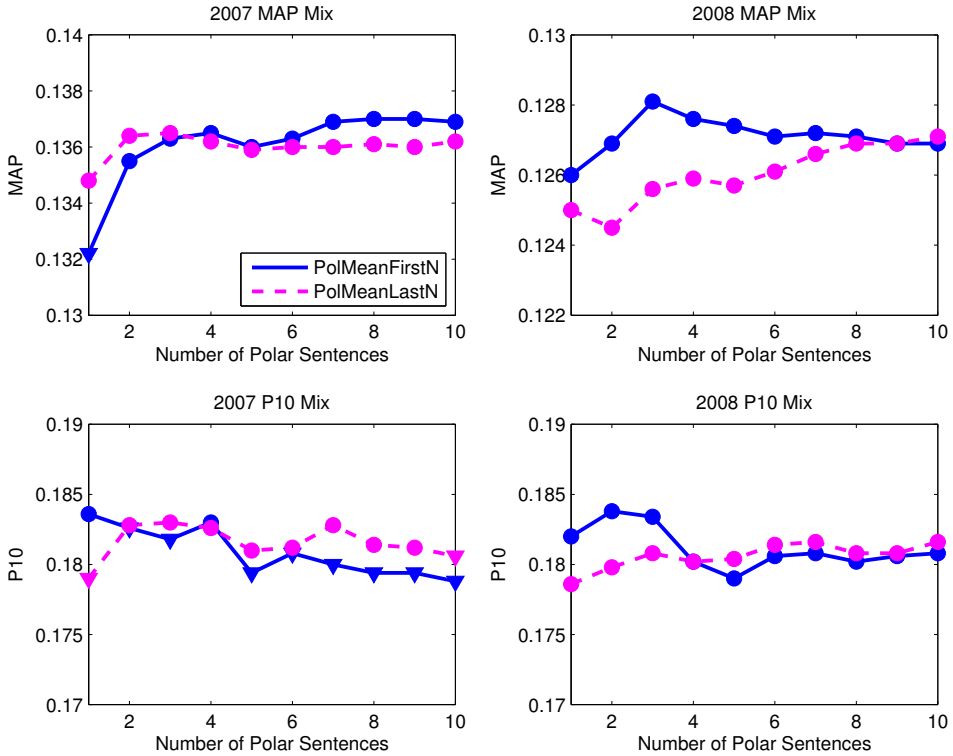 2007 MAP Mix
0.14
0.138
0.136
0.134
0.132
0.13
MAP
2 4 6 8 10
Number of Polar Sentences
PolMeanFirstN
PolMeanLastN
2008 MAP Mix
0.13
0.128
0.126
0.124
0.122
MAP
2 4 6 8 10
Number of Polar Sentences
2007 P10 Mix
0.19
0.185
0.18
0.175
0.17
P10
2 4 6 8 10
Number of Polar Sentences
2008 P10 Mix
0.19
0.185
0.18
0.175
0.17
P10
2 4 6 8 10
Number of Polar Sentences